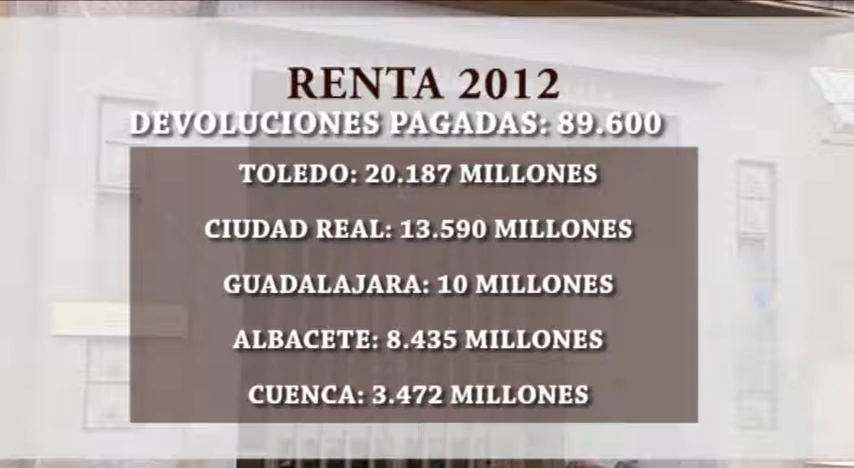 RENTA 2012
DEVOLUCIONES PAGADAS: 89.600
TOLEDO: 20.187 MILLONES
CIUDAD REAL: 13.590 MILLONES
GUADALAJARA: 10 MILLONES
ALBACETE: 8.435 MILLONES
CUENCA: 3.472 MILLONES